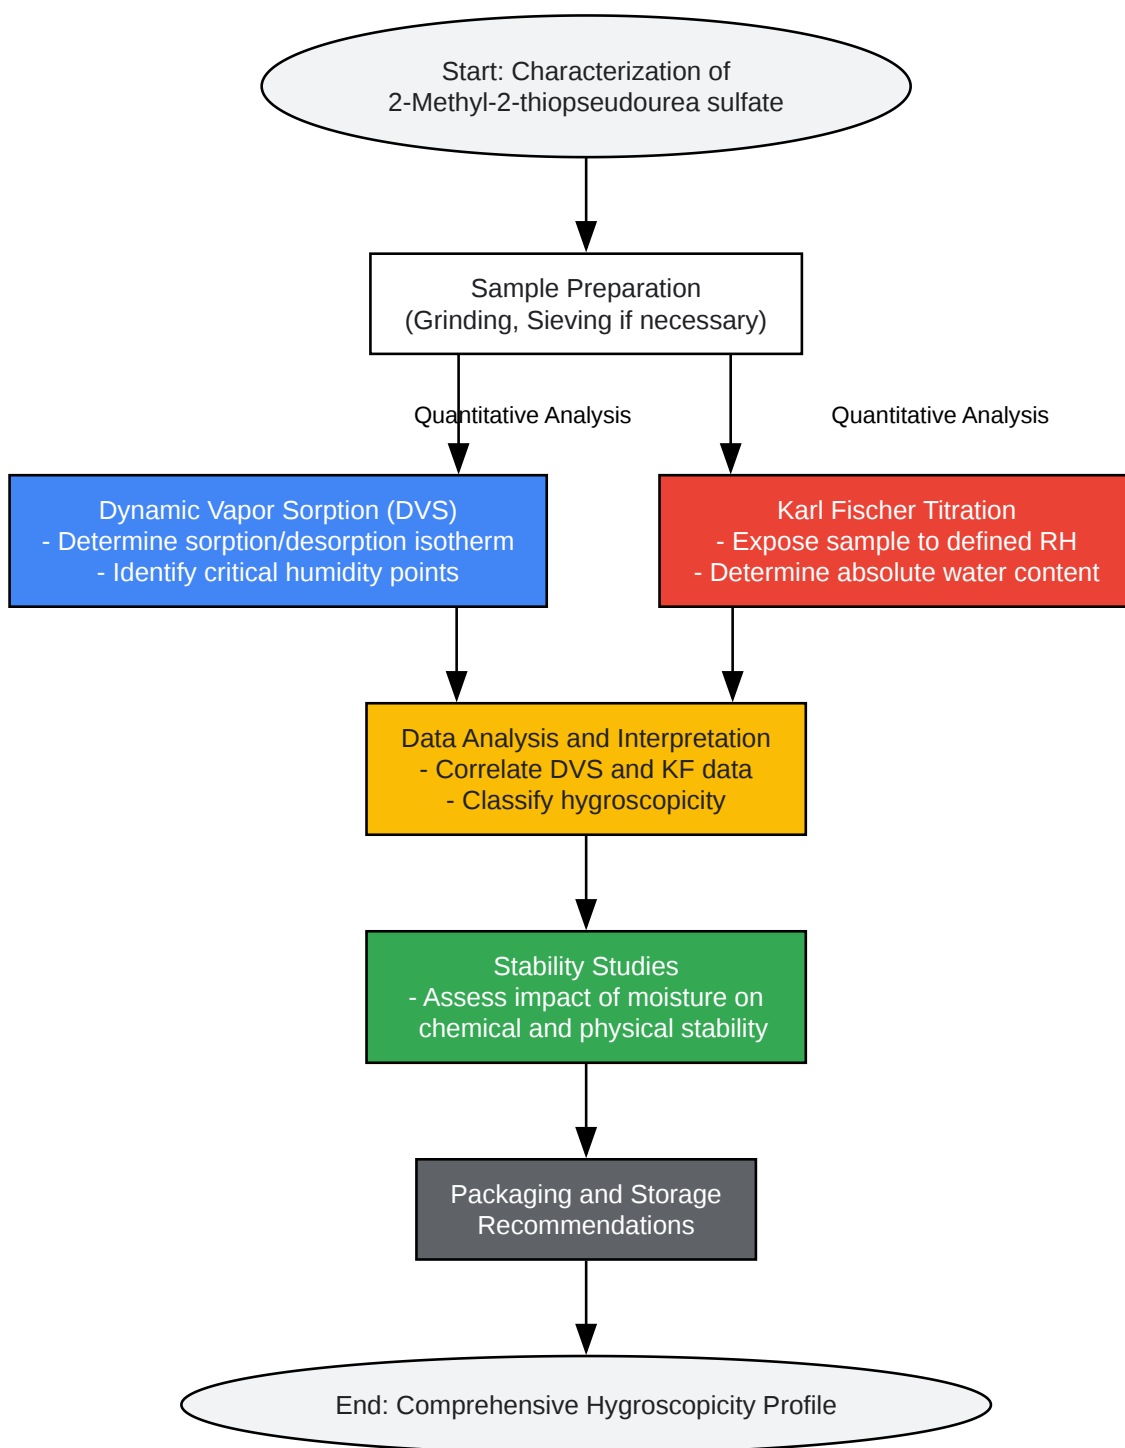 Start: Characterization of
2-Methyl-2-thiopseudourea sulfate
Sample Preparation
(Grinding, Sieving if necessary)
Quantitative Analysis
Quantitative Analysis
Dynamic Vapor Sorption (DVS)
- Determine sorption/desorption isotherm
- Identify critical humidity points
Karl Fischer Titration
- Expose sample to defined RH
- Determine absolute water content
Data Analysis and Interpretation
- Correlate DVS and KF data
- Classify hygroscopicity
Stability Studies
- Assess impact of moisture on
chemical and physical stability
Packaging and Storage
Recommendations
End: Comprehensive Hygroscopicity Profile